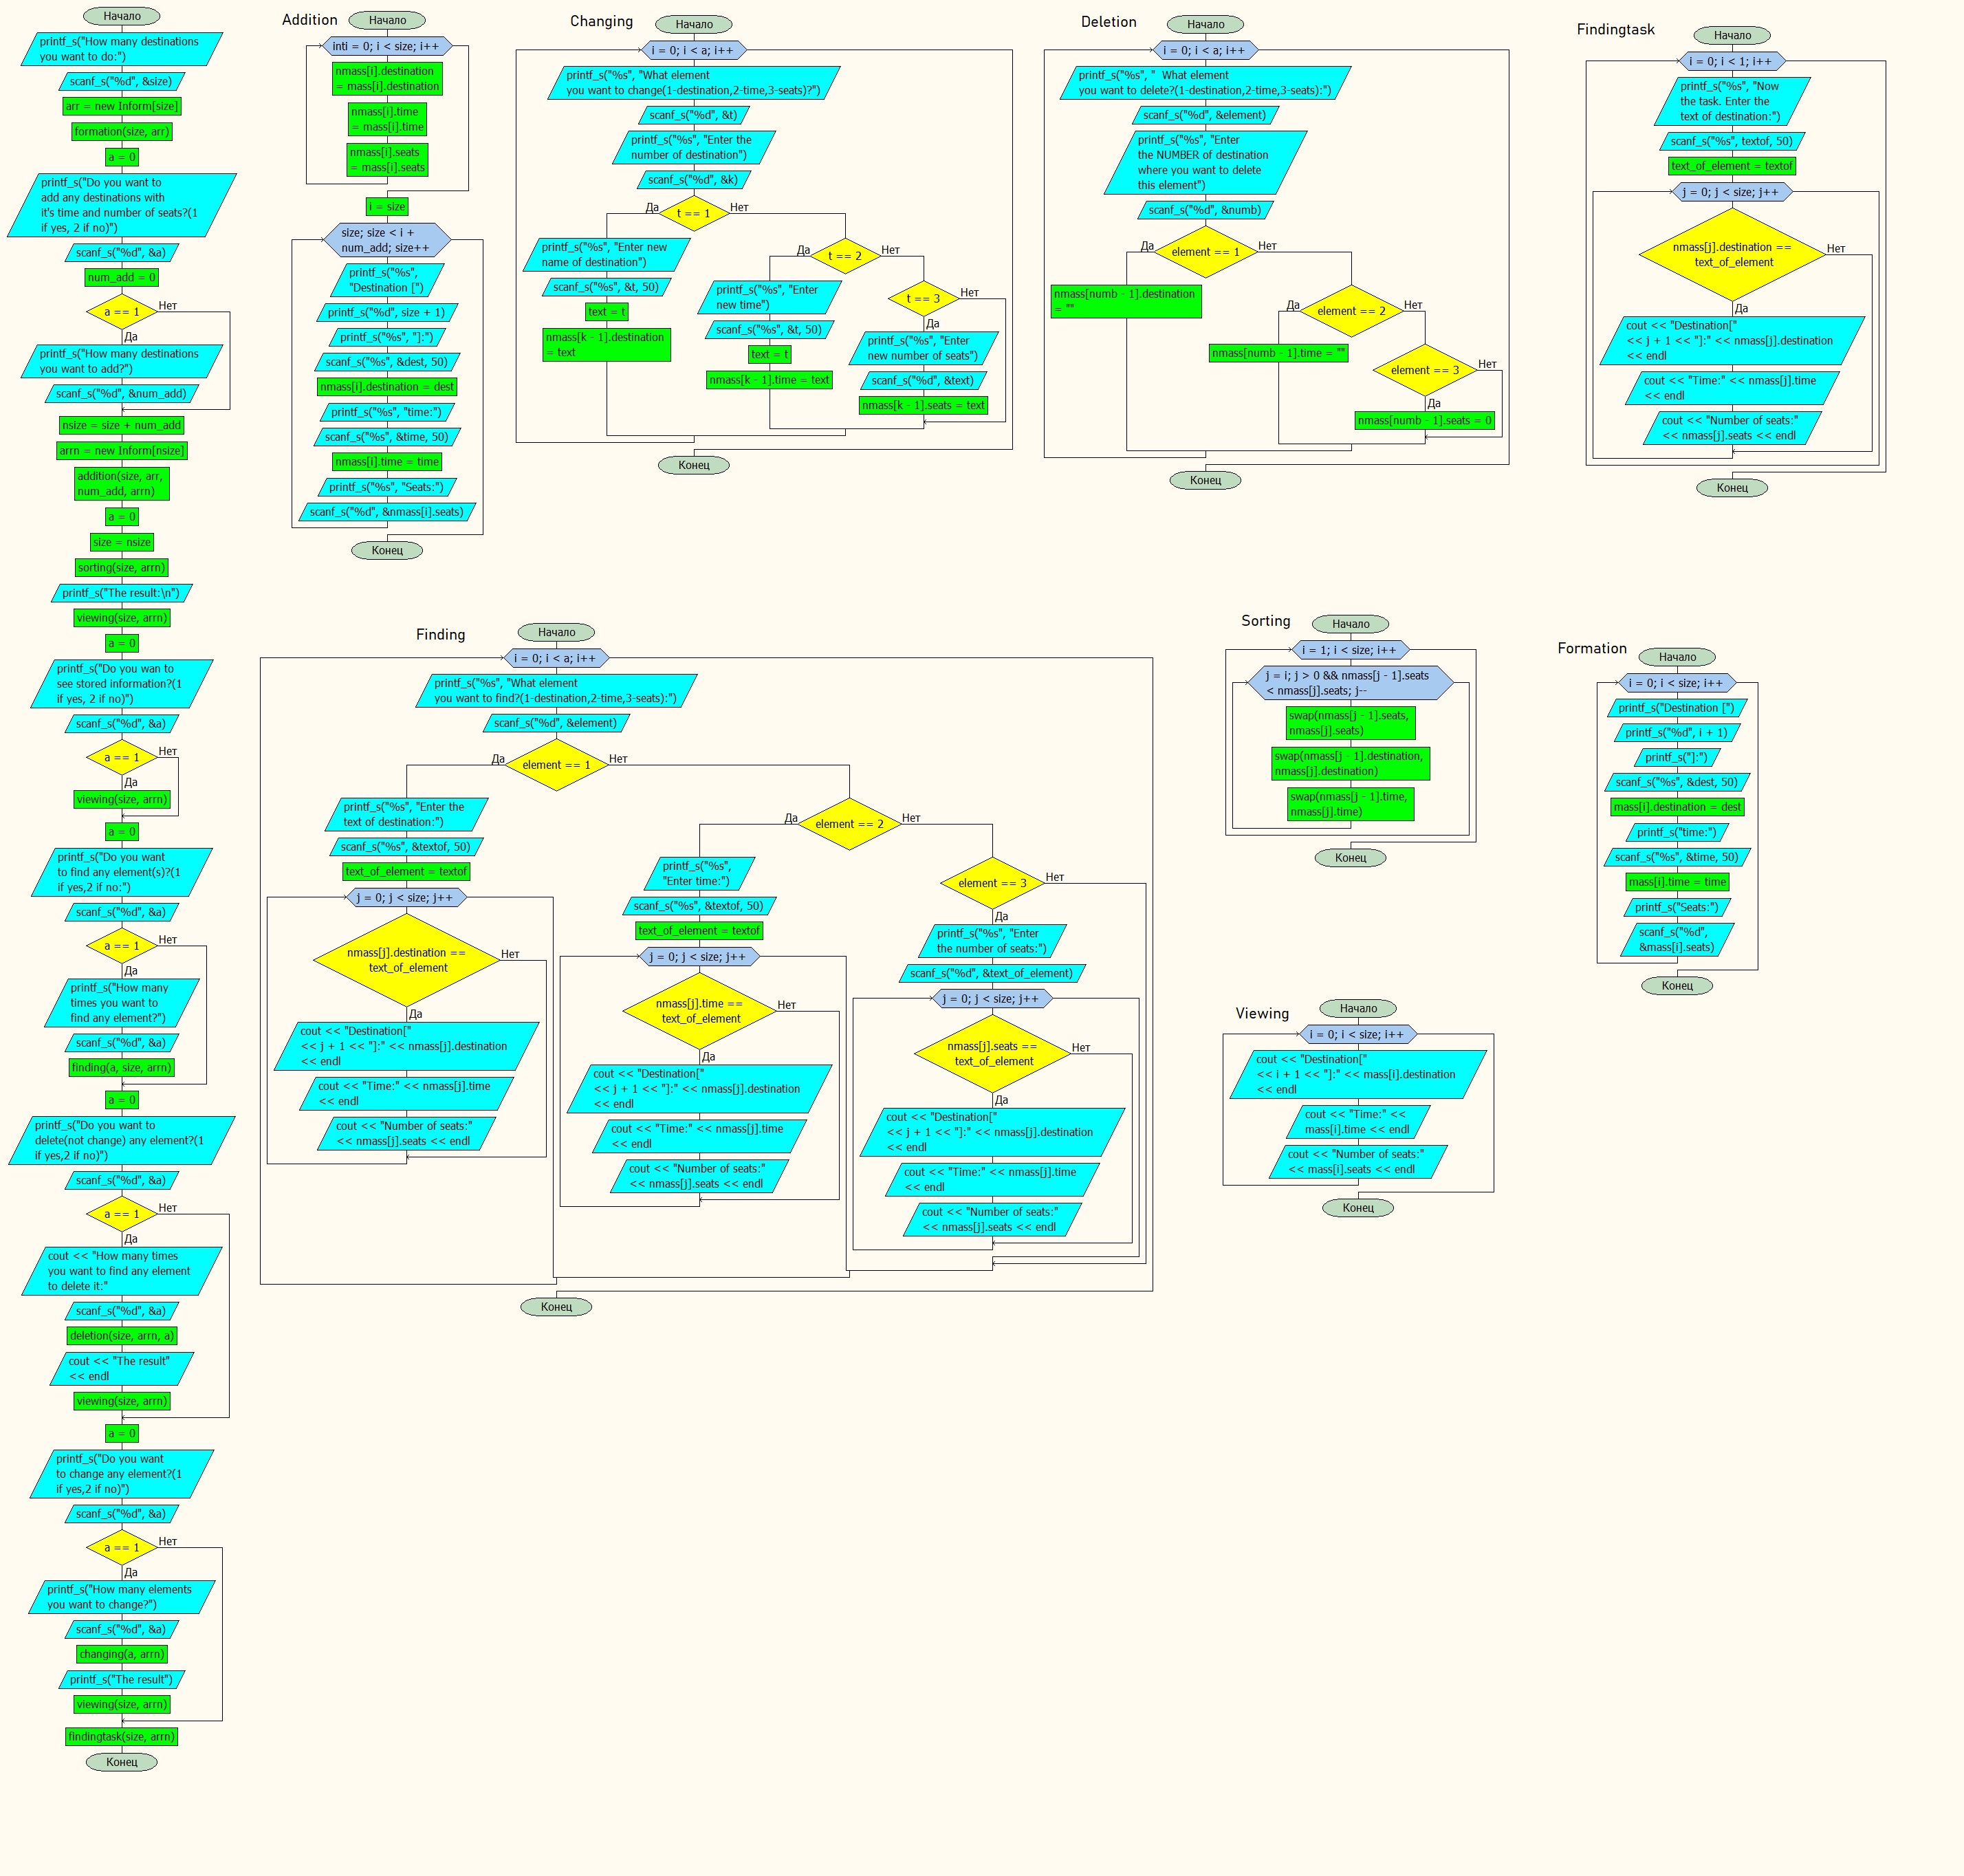 Начало
printf_s("How many destinations
you want to do:")
scanf_s("%d", &size)
arr = new Inform[size]
formation(size, arr)
a = 0
printf_s("Do you want to
add any destinations with
it's time and number of seats?(1
if yes, 2 if no)")
scanf_s("%d", &a)
num_add = 0
a == 1
Нет
Да
printf_s("How many destinations
you want to add?")
scanf_s("%d", &num_add)
nsize = size + num_add
arrn = new Inform[nsize]
addition(size, arr,
num_add, arrn)
a = 0
size = nsize
sorting(size, arrn)
printf_s("The result:\n")
viewing(size, arrn)
a = 0
printf_s("Do you wan to
see stored information?(1
if yes, 2 if no)")
scanf_s("%d", &a)
a == 1
Нет
Да
viewing(size, arrn)
a = 0
printf_s("Do you want
to find any element(s)?(1
if yes,2 if no:")
scanf_s("%d", &a)
a == 1
Нет
Да
printf_s("How many
times you want to
find any element?")
scanf_s("%d", &a)
finding(a, size, arrn)
a = 0
printf_s("Do you want to
delete(not change) any element?(1
if yes,2 if no)")
scanf_s("%d", &a)
a == 1
Нет
Да
cout << "How many times
you want to find any element
to delete it:"
scanf_s("%d", &a)
deletion(size, arrn, a)
cout << "The result"
<< endl
viewing(size, arrn)
a = 0
printf_s("Do you want
to change any element?(1
if yes,2 if no)")
scanf_s("%d", &a)
a == 1
Нет
Да
printf_s("How many elements
you want to change?")
scanf_s("%d", &a)
changing(a, arrn)
printf_s("The result")
viewing(size, arrn)
findingtask(size, arrn)
Конец
Addition
Начало
inti = 0; i < size; i++
nmass[i].destination
= mass[i].destination
nmass[i].time
= mass[i].time
nmass[i].seats
= mass[i].seats
i = size
size; size < i +
num_add; size++
printf_s("%s",
"Destination [")
printf_s("%d", size + 1)
printf_s("%s", "]:")
scanf_s("%s", &dest, 50)
nmass[i].destination = dest
printf_s("%s", "time:")
scanf_s("%s", &time, 50)
nmass[i].time = time
printf_s("%s", "Seats:")
scanf_s("%d", &nmass[i].seats)
Конец
Changing
Начало
i = 0; i < a; i++
printf_s("%s", "What element
you want to change(1-destination,2-time,3-seats)?")
scanf_s("%d", &t)
printf_s("%s", "Enter the
number of destination")
scanf_s("%d", &k)
Да
t == 1
Нет
printf_s("%s", "Enter new
name of destination")
scanf_s("%s", &t, 50)
text = t
nmass[k - 1].destination
= text
Да
t == 2
Нет
printf_s("%s", "Enter
new time")
scanf_s("%s", &t, 50)
text = t
nmass[k - 1].time = text
t == 3
Нет
Да
printf_s("%s", "Enter
new number of seats")
scanf_s("%d", &text)
nmass[k - 1].seats = text
Конец
Deletion
Начало
i = 0; i < a; i++
printf_s("%s", "  What element
you want to delete?(1-destination,2-time,3-seats):")
scanf_s("%d", &element)
printf_s("%s", "Enter
the NUMBER of destination
where you want to delete
this element")
scanf_s("%d", &numb)
Да
element == 1
Нет
nmass[numb - 1].destination
= ""
Да
element == 2
Нет
nmass[numb - 1].time = ""
element == 3
Нет
Да
nmass[numb - 1].seats = 0
Конец
Findingtask
Начало
i = 0; i < 1; i++
printf_s("%s", "Now
the task. Enter the
text of destination:")
scanf_s("%s", textof, 50)
text_of_element = textof
j = 0; j < size; j++
nmass[j].destination ==
text_of_element
Нет
Да
cout << "Destination["
<< j + 1 << "]:" << nmass[j].destination
<< endl
cout << "Time:" << nmass[j].time
<< endl
cout << "Number of seats:"
<< nmass[j].seats << endl
Конец
Finding
Начало
i = 0; i < a; i++
printf_s("%s", "What element
you want to find?(1-destination,2-time,3-seats):")
scanf_s("%d", &element)
Да
element == 1
Нет
printf_s("%s", "Enter the
text of destination:")
scanf_s("%s", &textof, 50)
text_of_element = textof
j = 0; j < size; j++
nmass[j].destination ==
text_of_element
Нет
Да
cout << "Destination["
<< j + 1 << "]:" << nmass[j].destination
<< endl
cout << "Time:" << nmass[j].time
<< endl
cout << "Number of seats:"
<< nmass[j].seats << endl
Да
element == 2
Нет
printf_s("%s",
"Enter time:")
scanf_s("%s", &textof, 50)
text_of_element = textof
j = 0; j < size; j++
nmass[j].time ==
text_of_element
Нет
Да
cout << "Destination["
<< j + 1 << "]:" << nmass[j].destination
<< endl
cout << "Time:" << nmass[j].time
<< endl
cout << "Number of seats:"
<< nmass[j].seats << endl
element == 3
Нет
Да
printf_s("%s", "Enter
the number of seats:")
scanf_s("%d", &text_of_element)
j = 0; j < size; j++
nmass[j].seats ==
text_of_element
Нет
Да
cout << "Destination["
<< j + 1 << "]:" << nmass[j].destination
<< endl
cout << "Time:" << nmass[j].time
<< endl
cout << "Number of seats:"
<< nmass[j].seats << endl
Конец
Sorting
Начало
i = 1; i < size; i++
j = i; j > 0 && nmass[j - 1].seats
< nmass[j].seats; j--
swap(nmass[j - 1].seats,
nmass[j].seats)
swap(nmass[j - 1].destination,
nmass[j].destination)
swap(nmass[j - 1].time,
nmass[j].time)
Конец
Viewing
Начало
i = 0; i < size; i++
cout << "Destination["
<< i + 1 << "]:" << mass[i].destination
<< endl
cout << "Time:" <<
mass[i].time << endl
cout << "Number of seats:"
<< mass[i].seats << endl
Конец
Formation
Начало
i = 0; i < size; i++
printf_s("Destination [")
printf_s("%d", i + 1)
printf_s("]:")
scanf_s("%s", &dest, 50)
mass[i].destination = dest
printf_s("time:")
scanf_s("%s", &time, 50)
mass[i].time = time
printf_s("Seats:")
scanf_s("%d",
&mass[i].seats)
Конец